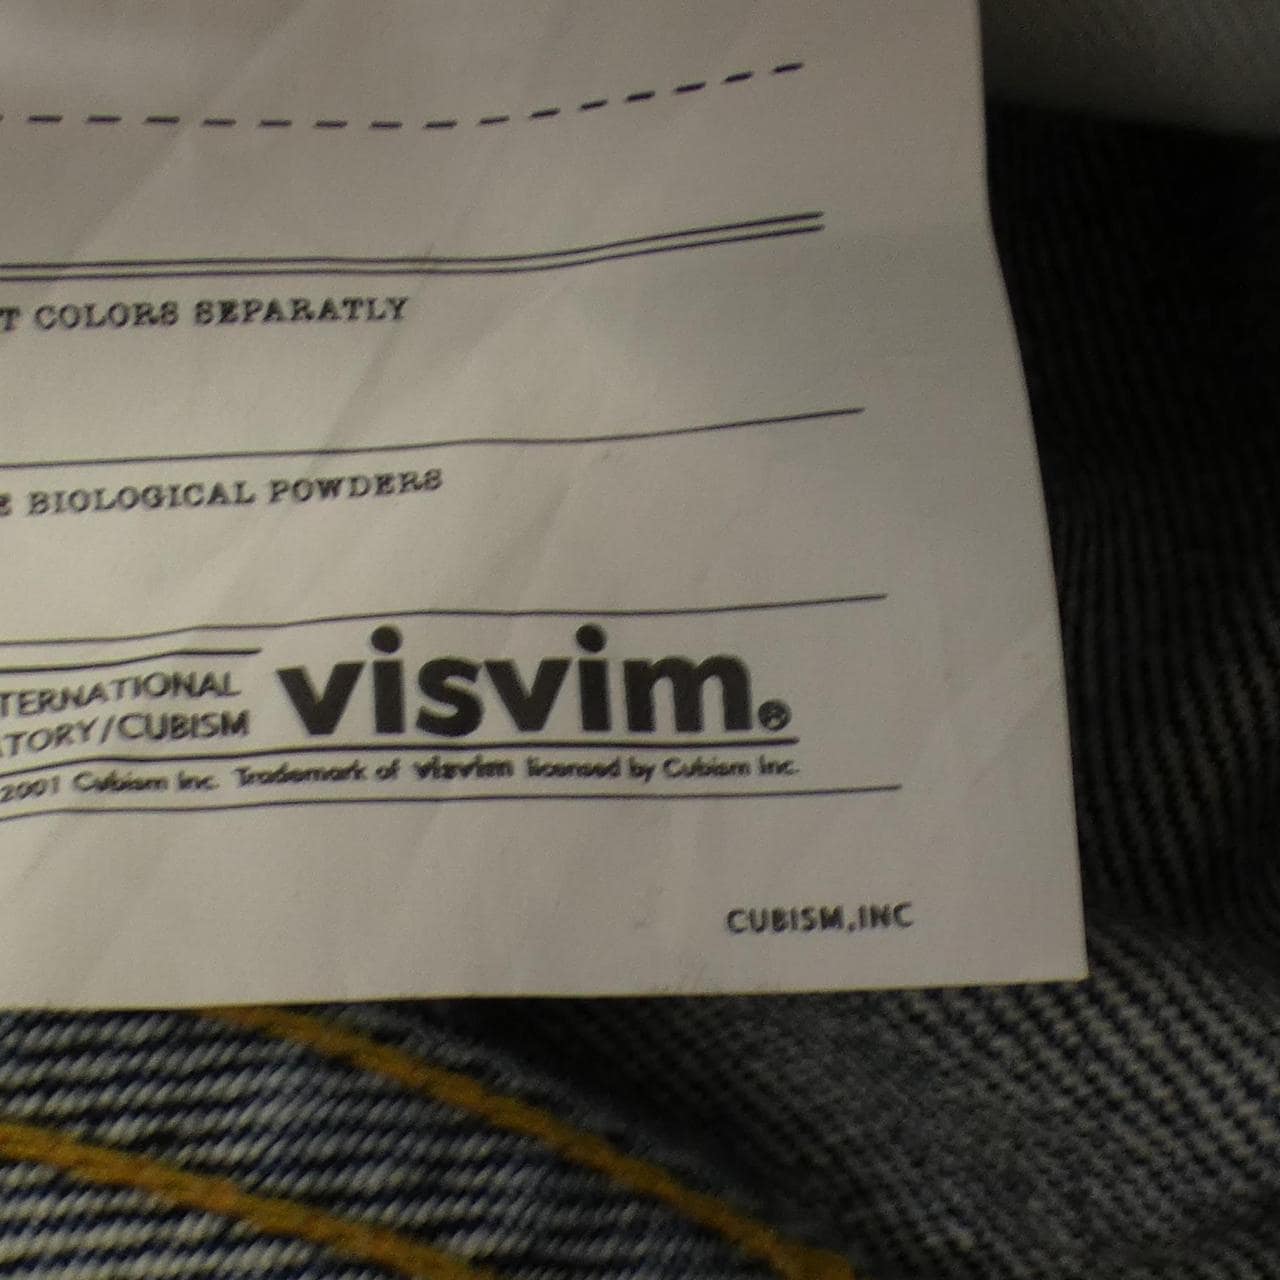 T COLORS SEPARATLY
E BIOLOGICAL POWDERS
TERNATIONAL
TORY/CUBISM
visvim.®
2001 Cubism Inc. Trademark of visvim licensed by Cubism Inc.
CUBISM,INC